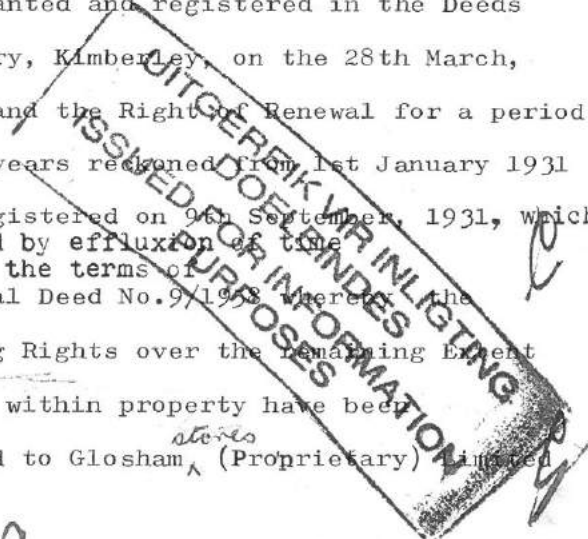 anted and registered in the Deeds
ry, Kimberley, on the 28th March,
and the Right of Renewal for a period
years reckoned from 1st January 1931
gistered on 9th September, 1931, which
d by effluxion of time
the terms of
al Deed No.9/1958 whereby the
g Rights over the Remaining Extent
within property have been
stores
d to Glosham (Proprietary) Limited
UITGEREIK VIR INLIGTING
DOELEINDES
ISSUED FOR INFORMATION
PURPOSES